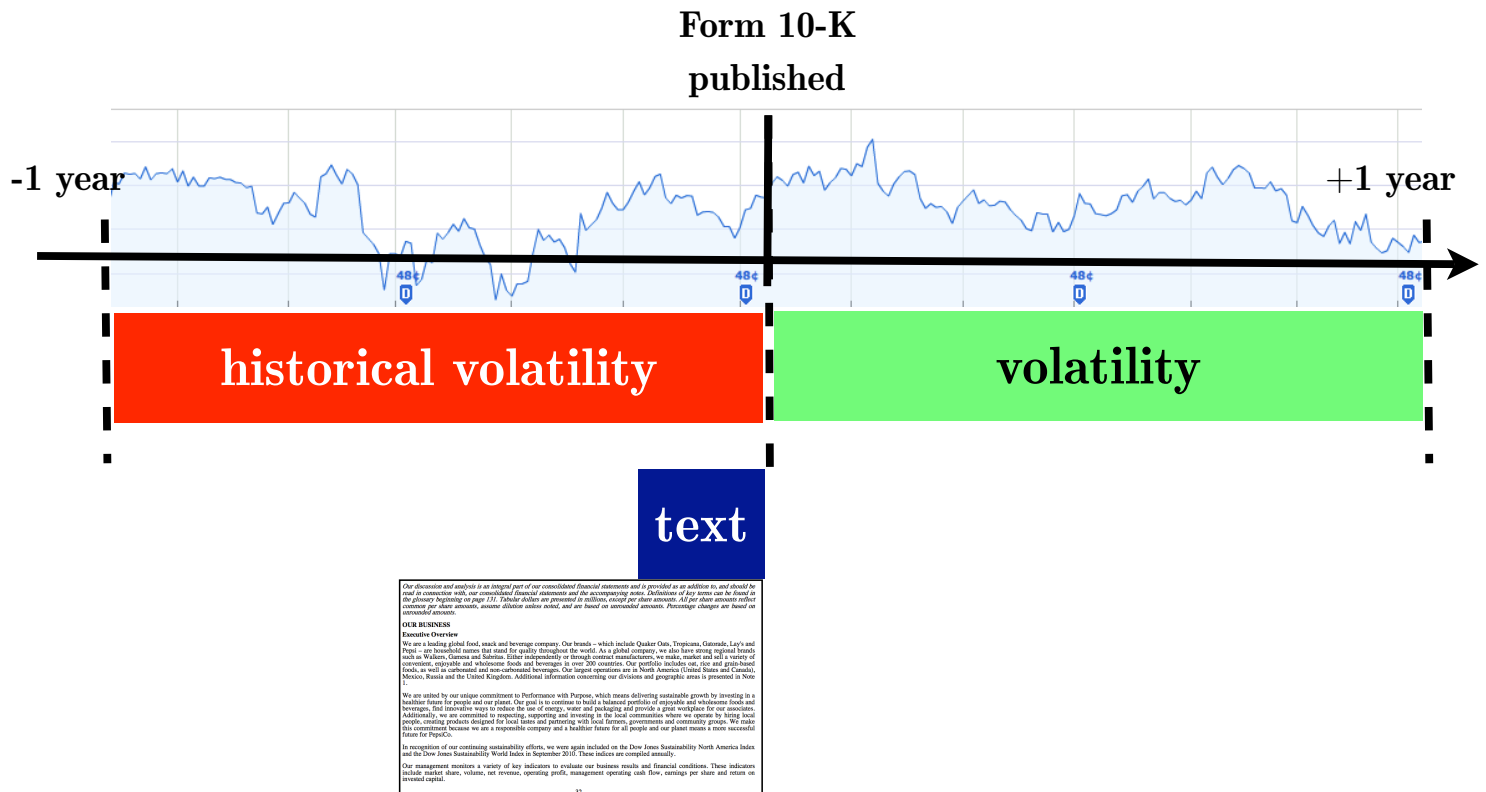 Form 10-K
published
-1 year
+1 year
48¢
D
48¢
D
48¢
D
48¢
D
historical volatility
volatility
text
Our discussion and analysis is an integral part of our consolidated financial statements and is provided as an addition to, and should be
read in connection with, our consolidated financial statements and the accompanying notes. Definitions of key terms can be found in
the glossary beginning on page 131. Tabular dollars are presented in millions, except per share amounts. All per share amounts reflect
common per share amounts, assume dilution unless noted, and are based on unrounded amounts. Percentage changes are based on
unrounded amounts.
OUR BUSINESS
Executive Overview
We are a leading global food, snack and beverage company. Our brands – which include Quaker Oats, Tropicana, Gatorade, Lay's and
Pepsi – are household names that stand for quality throughout the world. As a global company, we also have strong regional brands
such as Walkers, Gamesa and Sabritas. Either independently or through contract manufacturers, we make, market and sell a variety of
convenient, enjoyable and wholesome foods and beverages in over 200 countries. Our portfolio includes oat, rice and grain-based
foods, as well as carbonated and non-carbonated beverages. Our largest operations are in North America (United States and Canada),
Mexico, Russia and the United Kingdom. Additional information concerning our divisions and geographic areas is presented in Note
1.
We are united by our unique commitment to Performance with Purpose, which means delivering sustainable growth by investing in a
healthier future for people and our planet. Our goal is to continue to build a balanced portfolio of enjoyable and wholesome foods and
beverages, find innovative ways to reduce the use of energy, water and packaging and provide a great workplace for our associates.
Additionally, we are committed to respecting, supporting and investing in the local communities where we operate by hiring local
people, creating products designed for local tastes and partnering with local farmers, governments and community groups. We make
this commitment because we are a responsible company and a healthier future for all people and our planet means a more successful
future for PepsiCo.
In recognition of our continuing sustainability efforts, we were again included on the Dow Jones Sustainability North America Index
and the Dow Jones Sustainability World Index in September 2010. These indices are compiled annually.
Our management monitors a variety of key indicators to evaluate our business results and financial conditions. These indicators
include market share, volume, net revenue, operating profit, management operating cash flow, earnings per share and return on
invested capital.